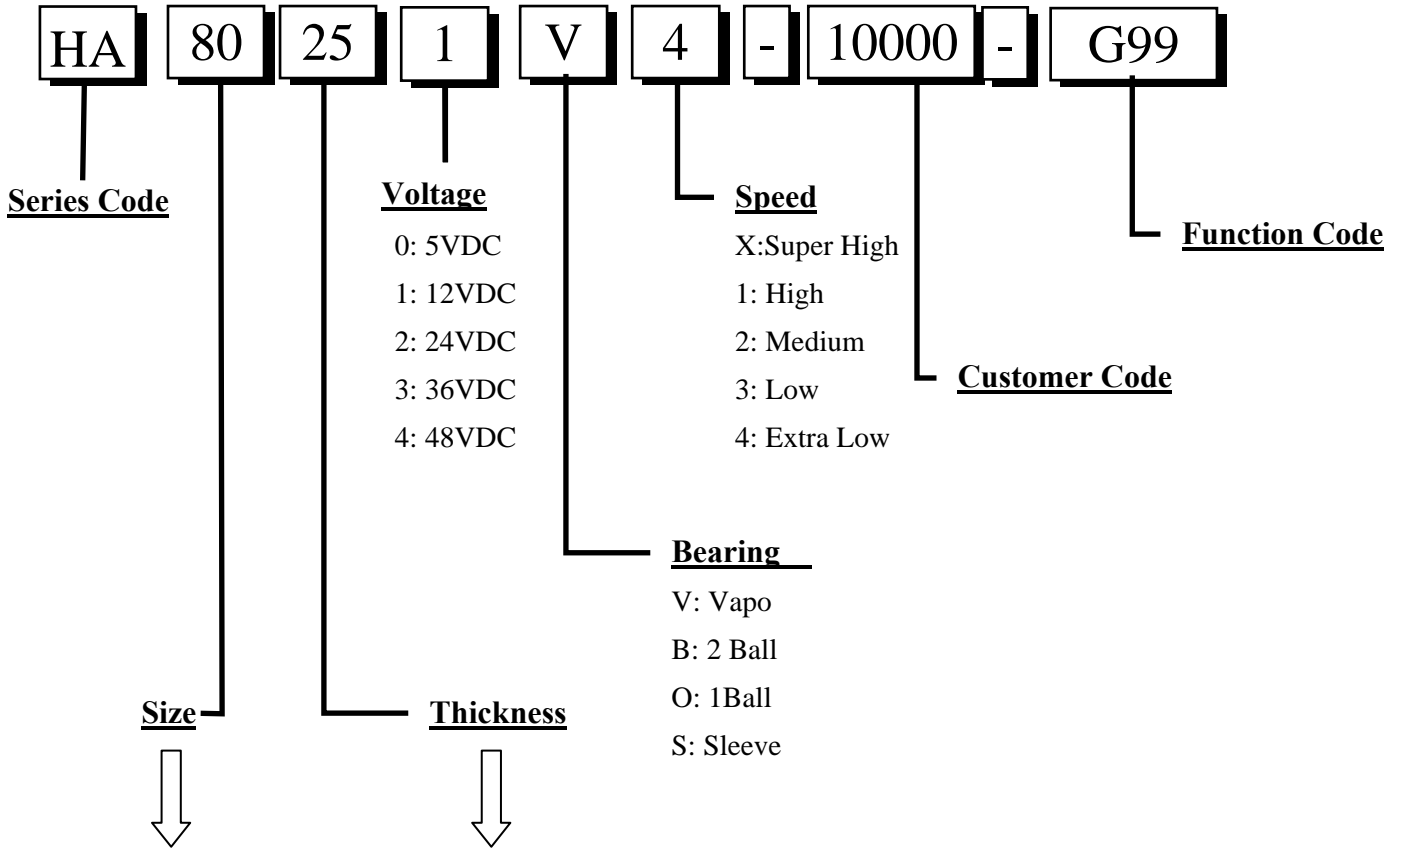 HA 80 25 1 V 4 - 10000 - G99
Series Code
Voltage
0: 5VDC
1: 12VDC
2: 24VDC
3: 36VDC
4: 48VDC
Speed
X:Super High
1: High
2: Medium
3: Low
4: Extra Low
Function Code
Customer Code
Bearing
V: Vapo
B: 2 Ball
O: 1Ball
S: Sleeve
Size
Thickness